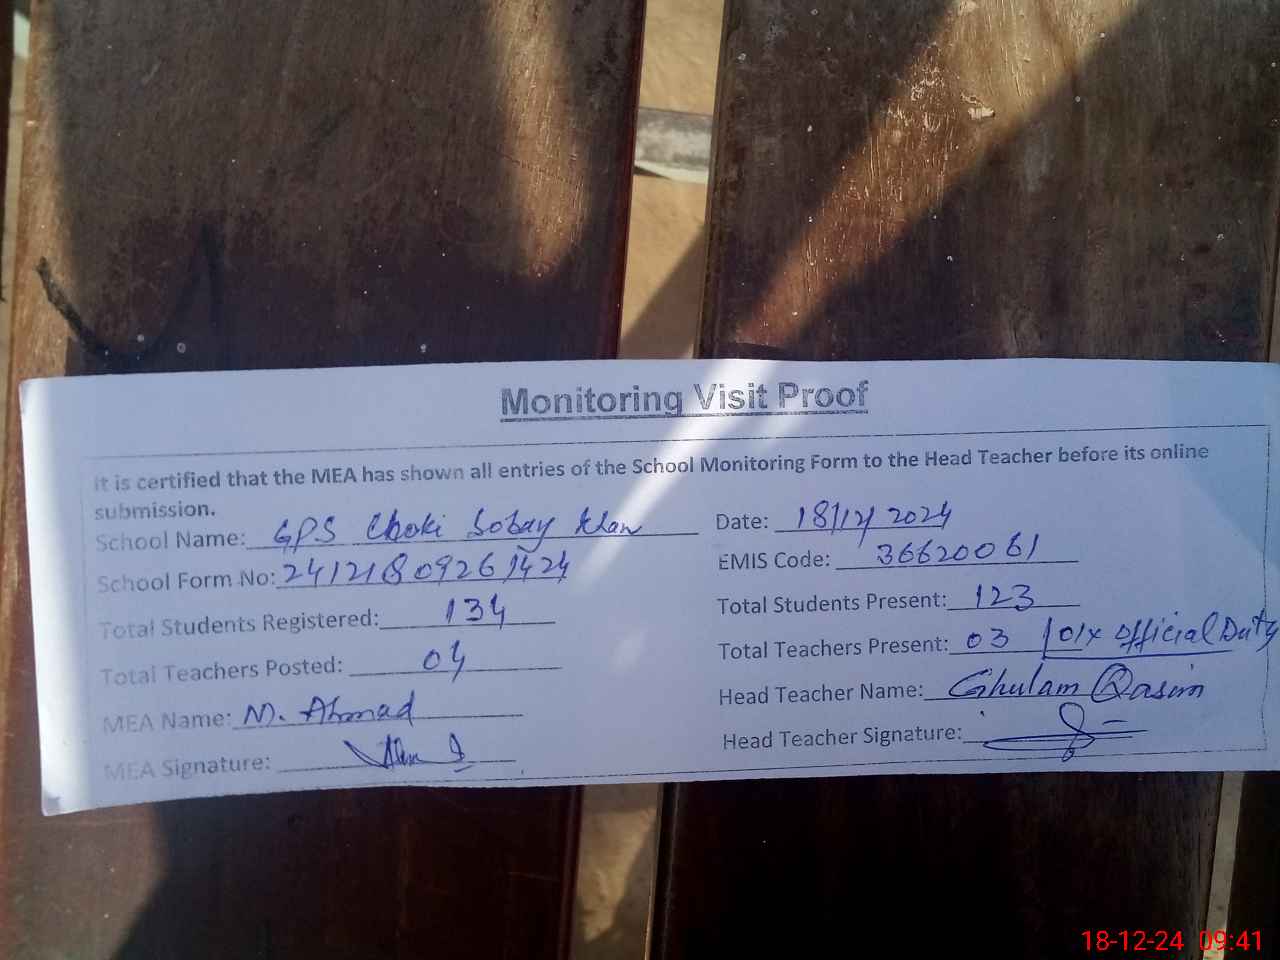 Monitoring Visit Proof
It is certified that the MEA has shown all entries of the School Monitoring Form to the Head Teacher before its online
submission.
School Name: GPS Choki Sobay Khan
Date: 18/12/2024
School Form No: 241218092614 24
EMIS Code: 36620061
Total Students Registered: 134
Total Students Present: 123
Total Teachers Posted: 04
Total Teachers Present: 03 | 01x Official Duty
MEA Name: M. Ahmad
Head Teacher Name: Ghulam Qasim
MEA Signature:
Head Teacher Signature:
18-12-24 09:41